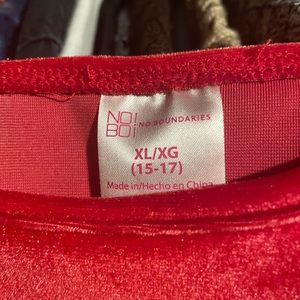 NO
BO!
NO BOUNDARIES
XL/XG
(15-17)
Made in/Hecho en China